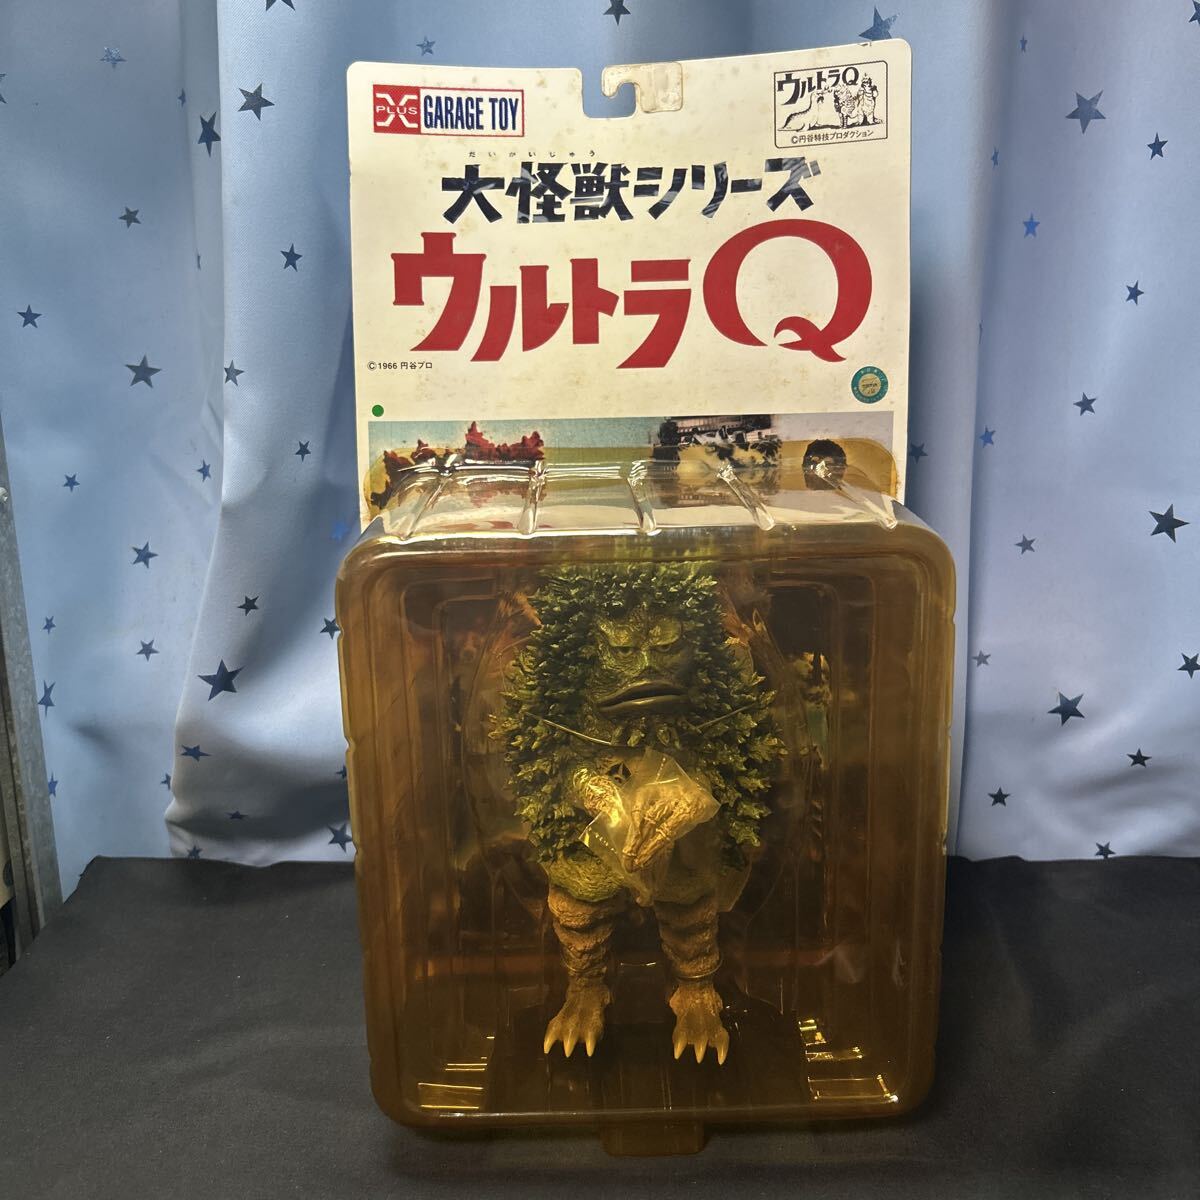 X PLUS
GARAGE TOY
ウルトラQ
©円谷特技プロダクション
だいかいじゅう
大怪獣シリーズ
ウルトラQ
©1966 円谷プロ